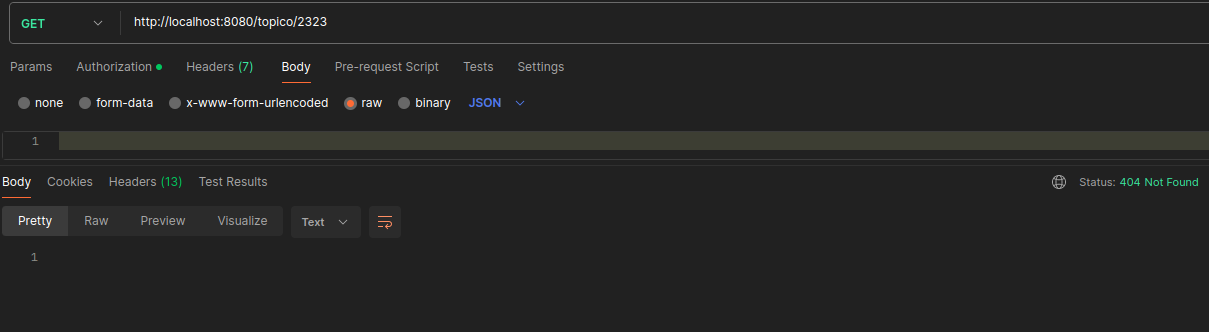 GET http://localhost:8080/topico/2323
Params Authorization Headers (7) Body Pre-request Script Tests Settings
none form-data x-www-form-urlencoded raw binary JSON
1
Body Cookies Headers (13) Test Results Status: 404 Not Found
Pretty Raw Preview Visualize Text
1